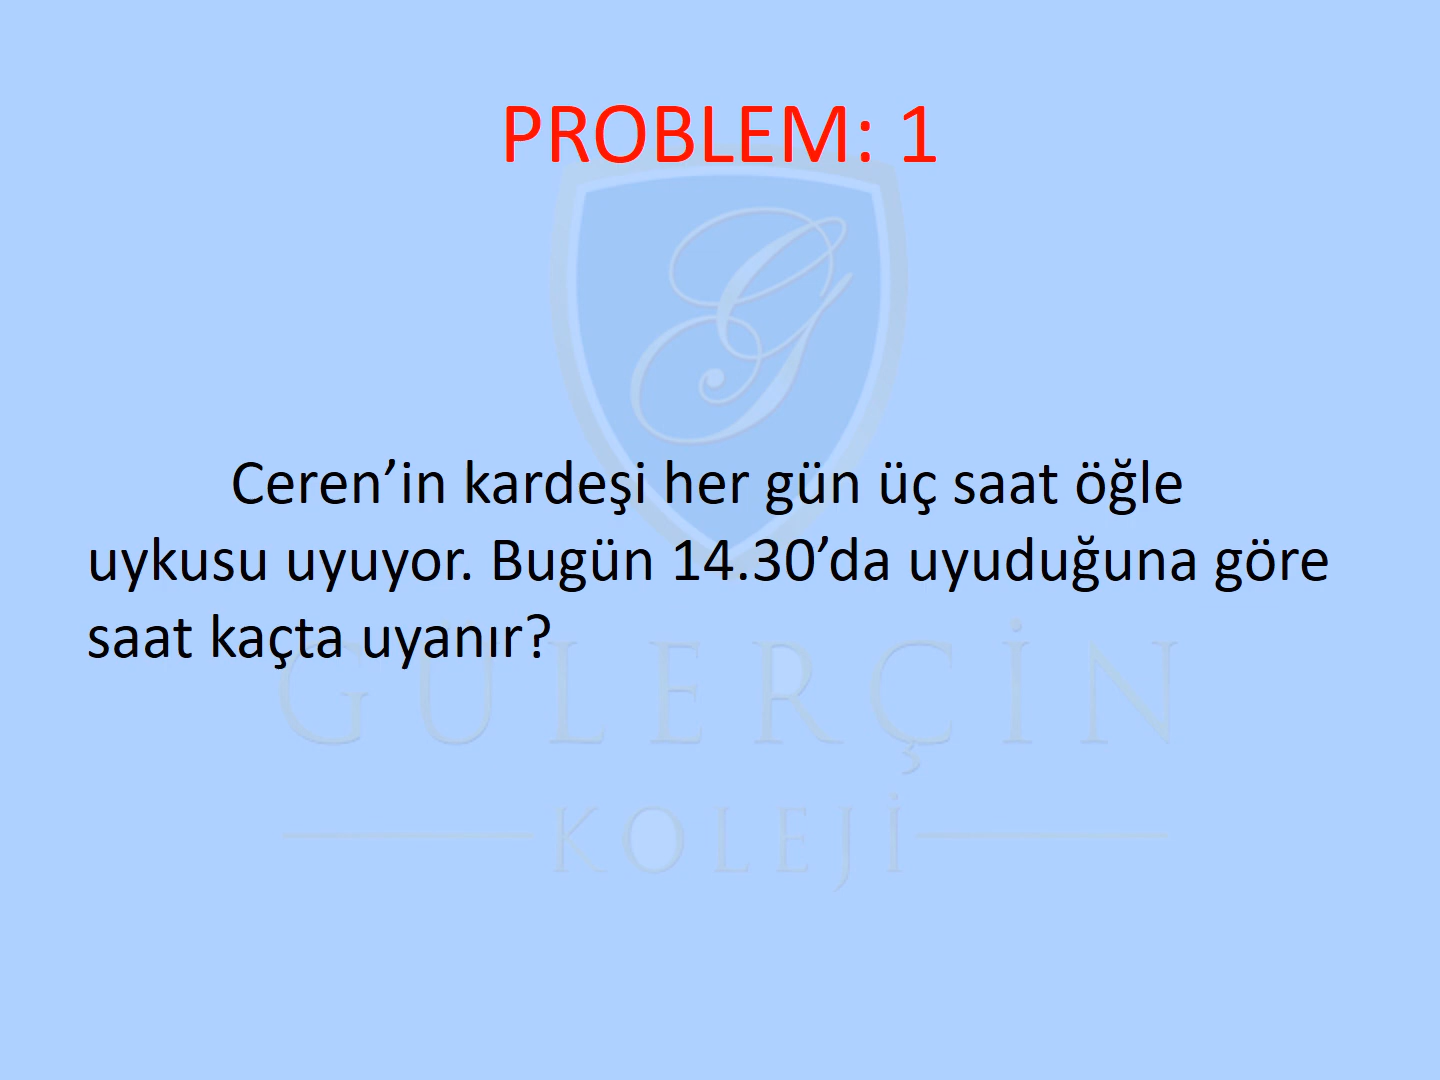 PROBLEM: 1
Ceren’in kardeşi her gün üç saat öğle
uykusu uyuyor. Bugün 14.30’da uyuduğuna göre
saat kaçta uyanır?
GÜLERÇİN
KOLEJİ